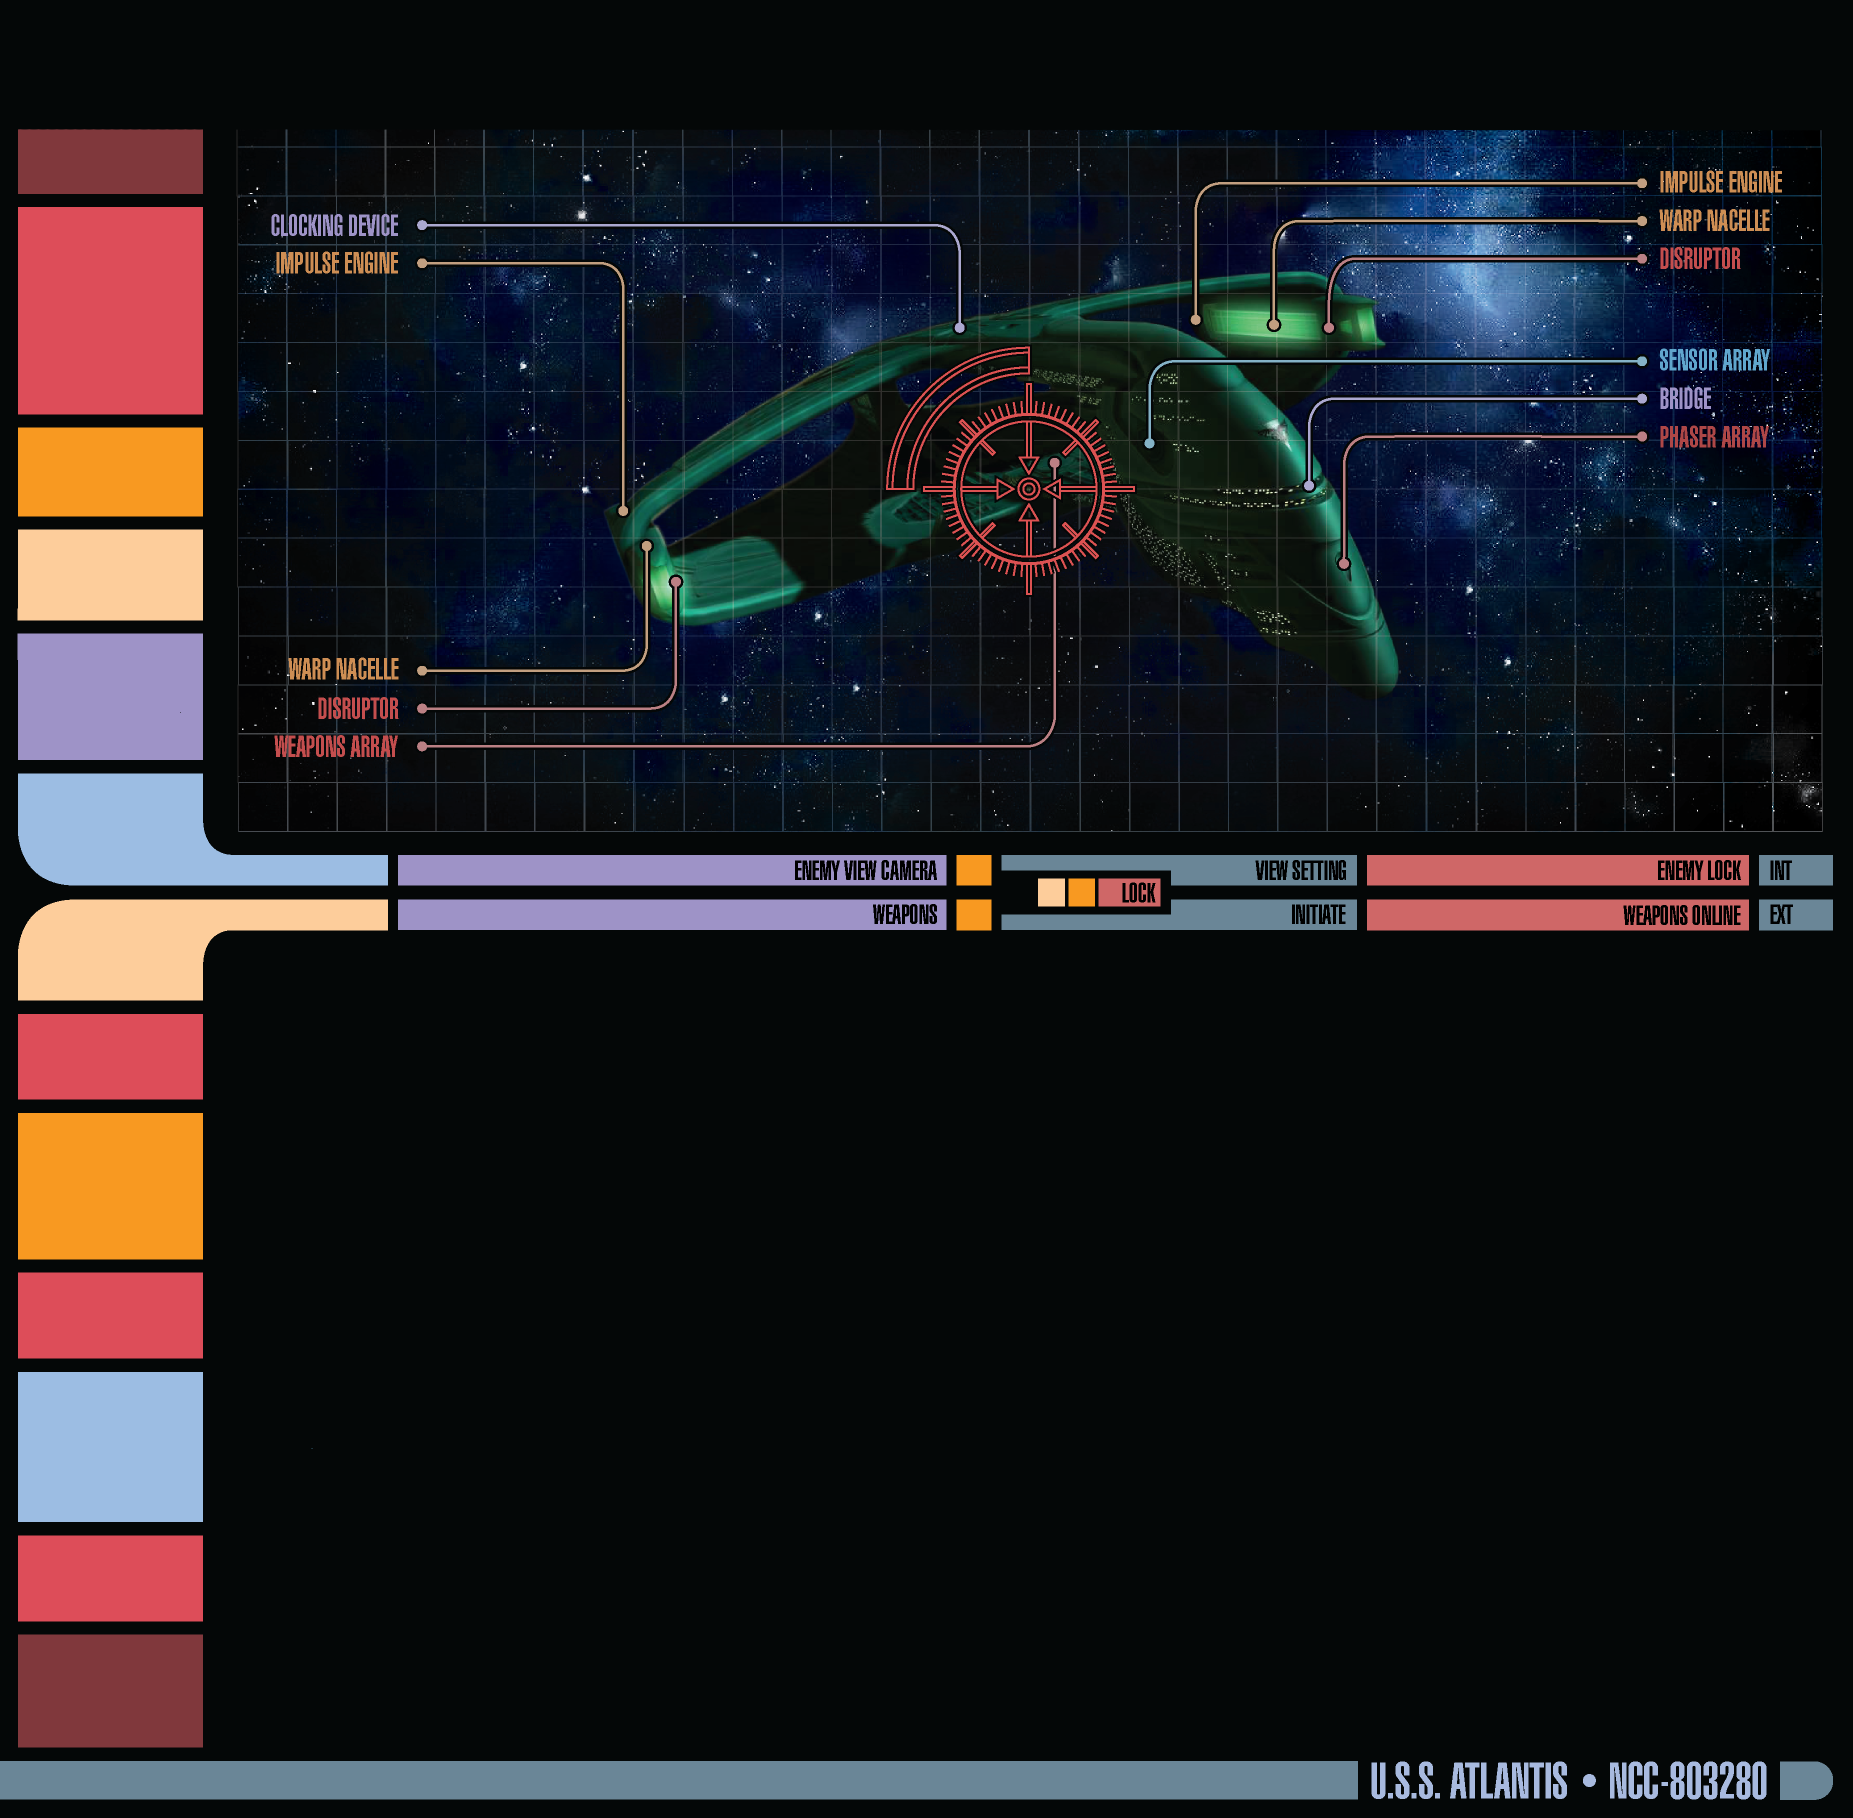 CLOCKING DEVICE
IMPULSE ENGINE
IMPULSE ENGINE
WARP NACELLE
DISRUPTOR
SENSOR ARRAY
BRIDGE
PHASER ARRAY
WARP NACELLE
DISRUPTOR
WEAPONS ARRAY
ENEMY VIEW CAMERA
VIEW SETTING
ENEMY LOCK
INT
LOCK
WEAPONS
INITIATE
WEAPONS ONLINE
EXT
U.S.S. ATLANTIS • NCC-803280